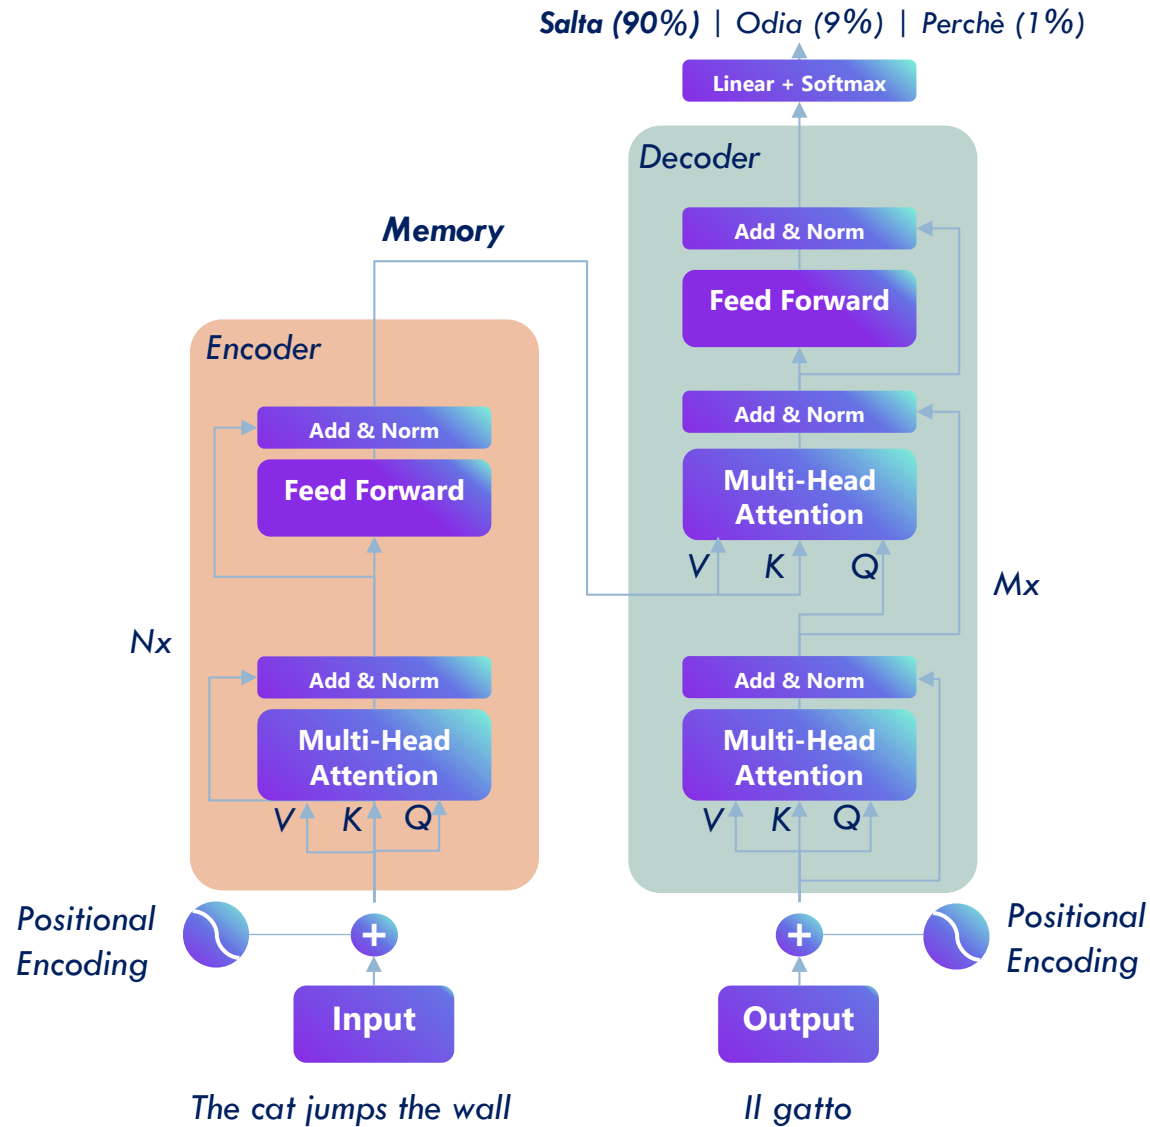 Salta (90%) | Odia (9%) | Perchè (1%)
Linear + Softmax
Decoder
Add & Norm
Feed Forward
Add & Norm
Multi-Head
Attention
V K Q
Mx
Add & Norm
Multi-Head
Attention
V K Q
Positional
Encoding
Output
Il gatto
Memory
Encoder
Add & Norm
Feed Forward
Nx
Add & Norm
Multi-Head
Attention
V K Q
Positional
Encoding
Input
The cat jumps the wall